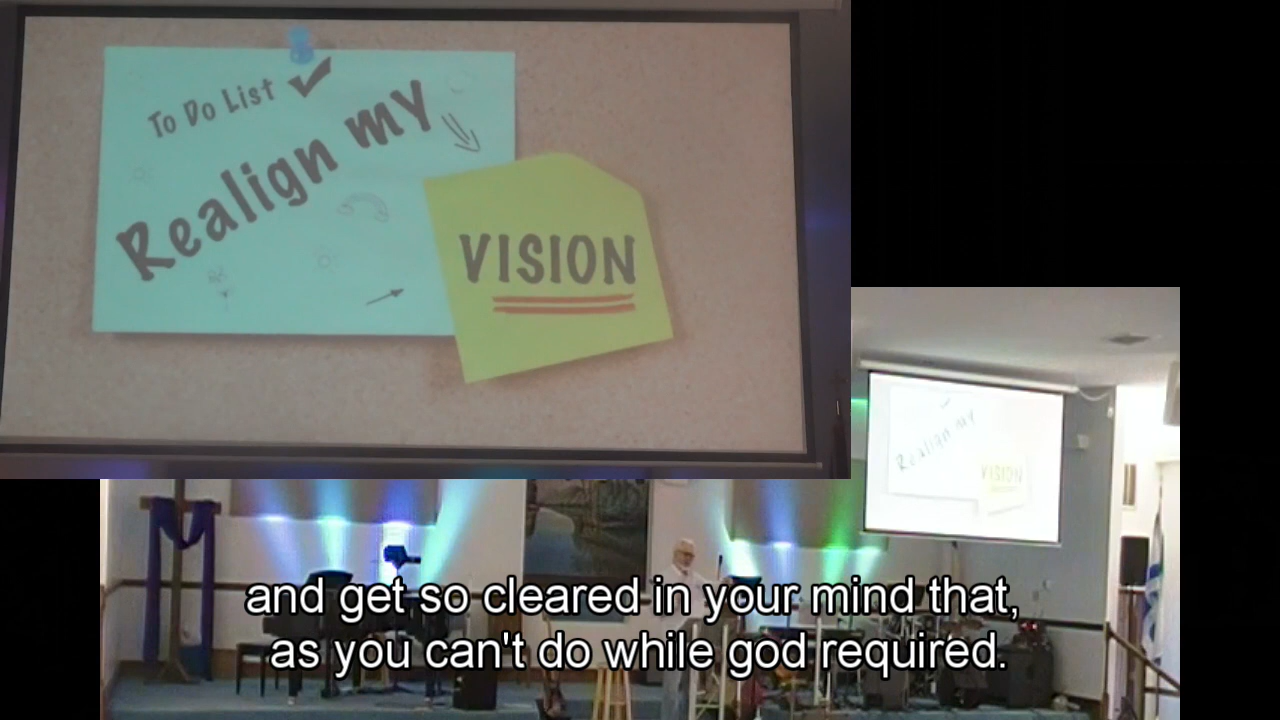 To Do List
Realign my
VISION
Realign my
VISION
and get so cleared in your mind that,
as you can't do while god required.